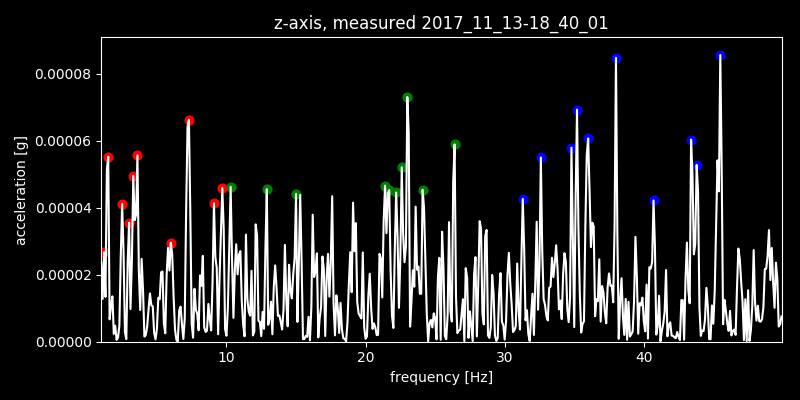 z-axis, measured 2017_11_13-18_40_01
0.00008
0.00006
0.00004
0.00002
0.00000
acceleration [g]
10 20 30 40
frequency [Hz]